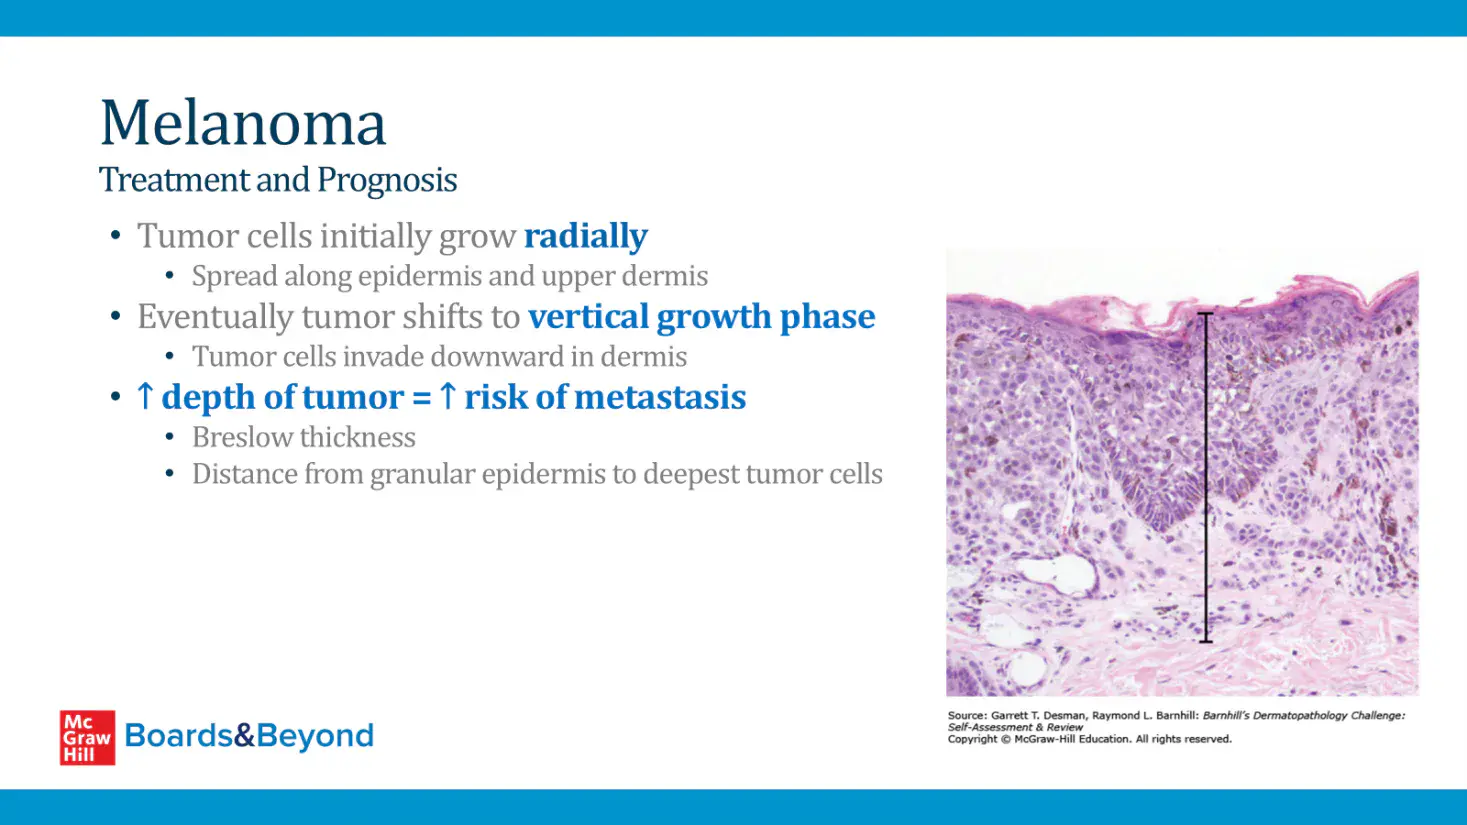 Melanoma
Treatment and Prognosis
• Tumor cells initially grow radially
• Spread along epidermis and upper dermis
• Eventually tumor shifts to vertical growth phase
• Tumor cells invade downward in dermis
• ↑ depth of tumor = ↑ risk of metastasis
• Breslow thickness
• Distance from granular epidermis to deepest tumor cells
Source: Garrett T. Desman, Raymond L. Barnhill: Barnhill's Dermatopathology Challenge:
Self-Assessment & Review
Copyright © McGraw-Hill Education. All rights reserved.
Mc
Graw
Hill
Boards&Beyond